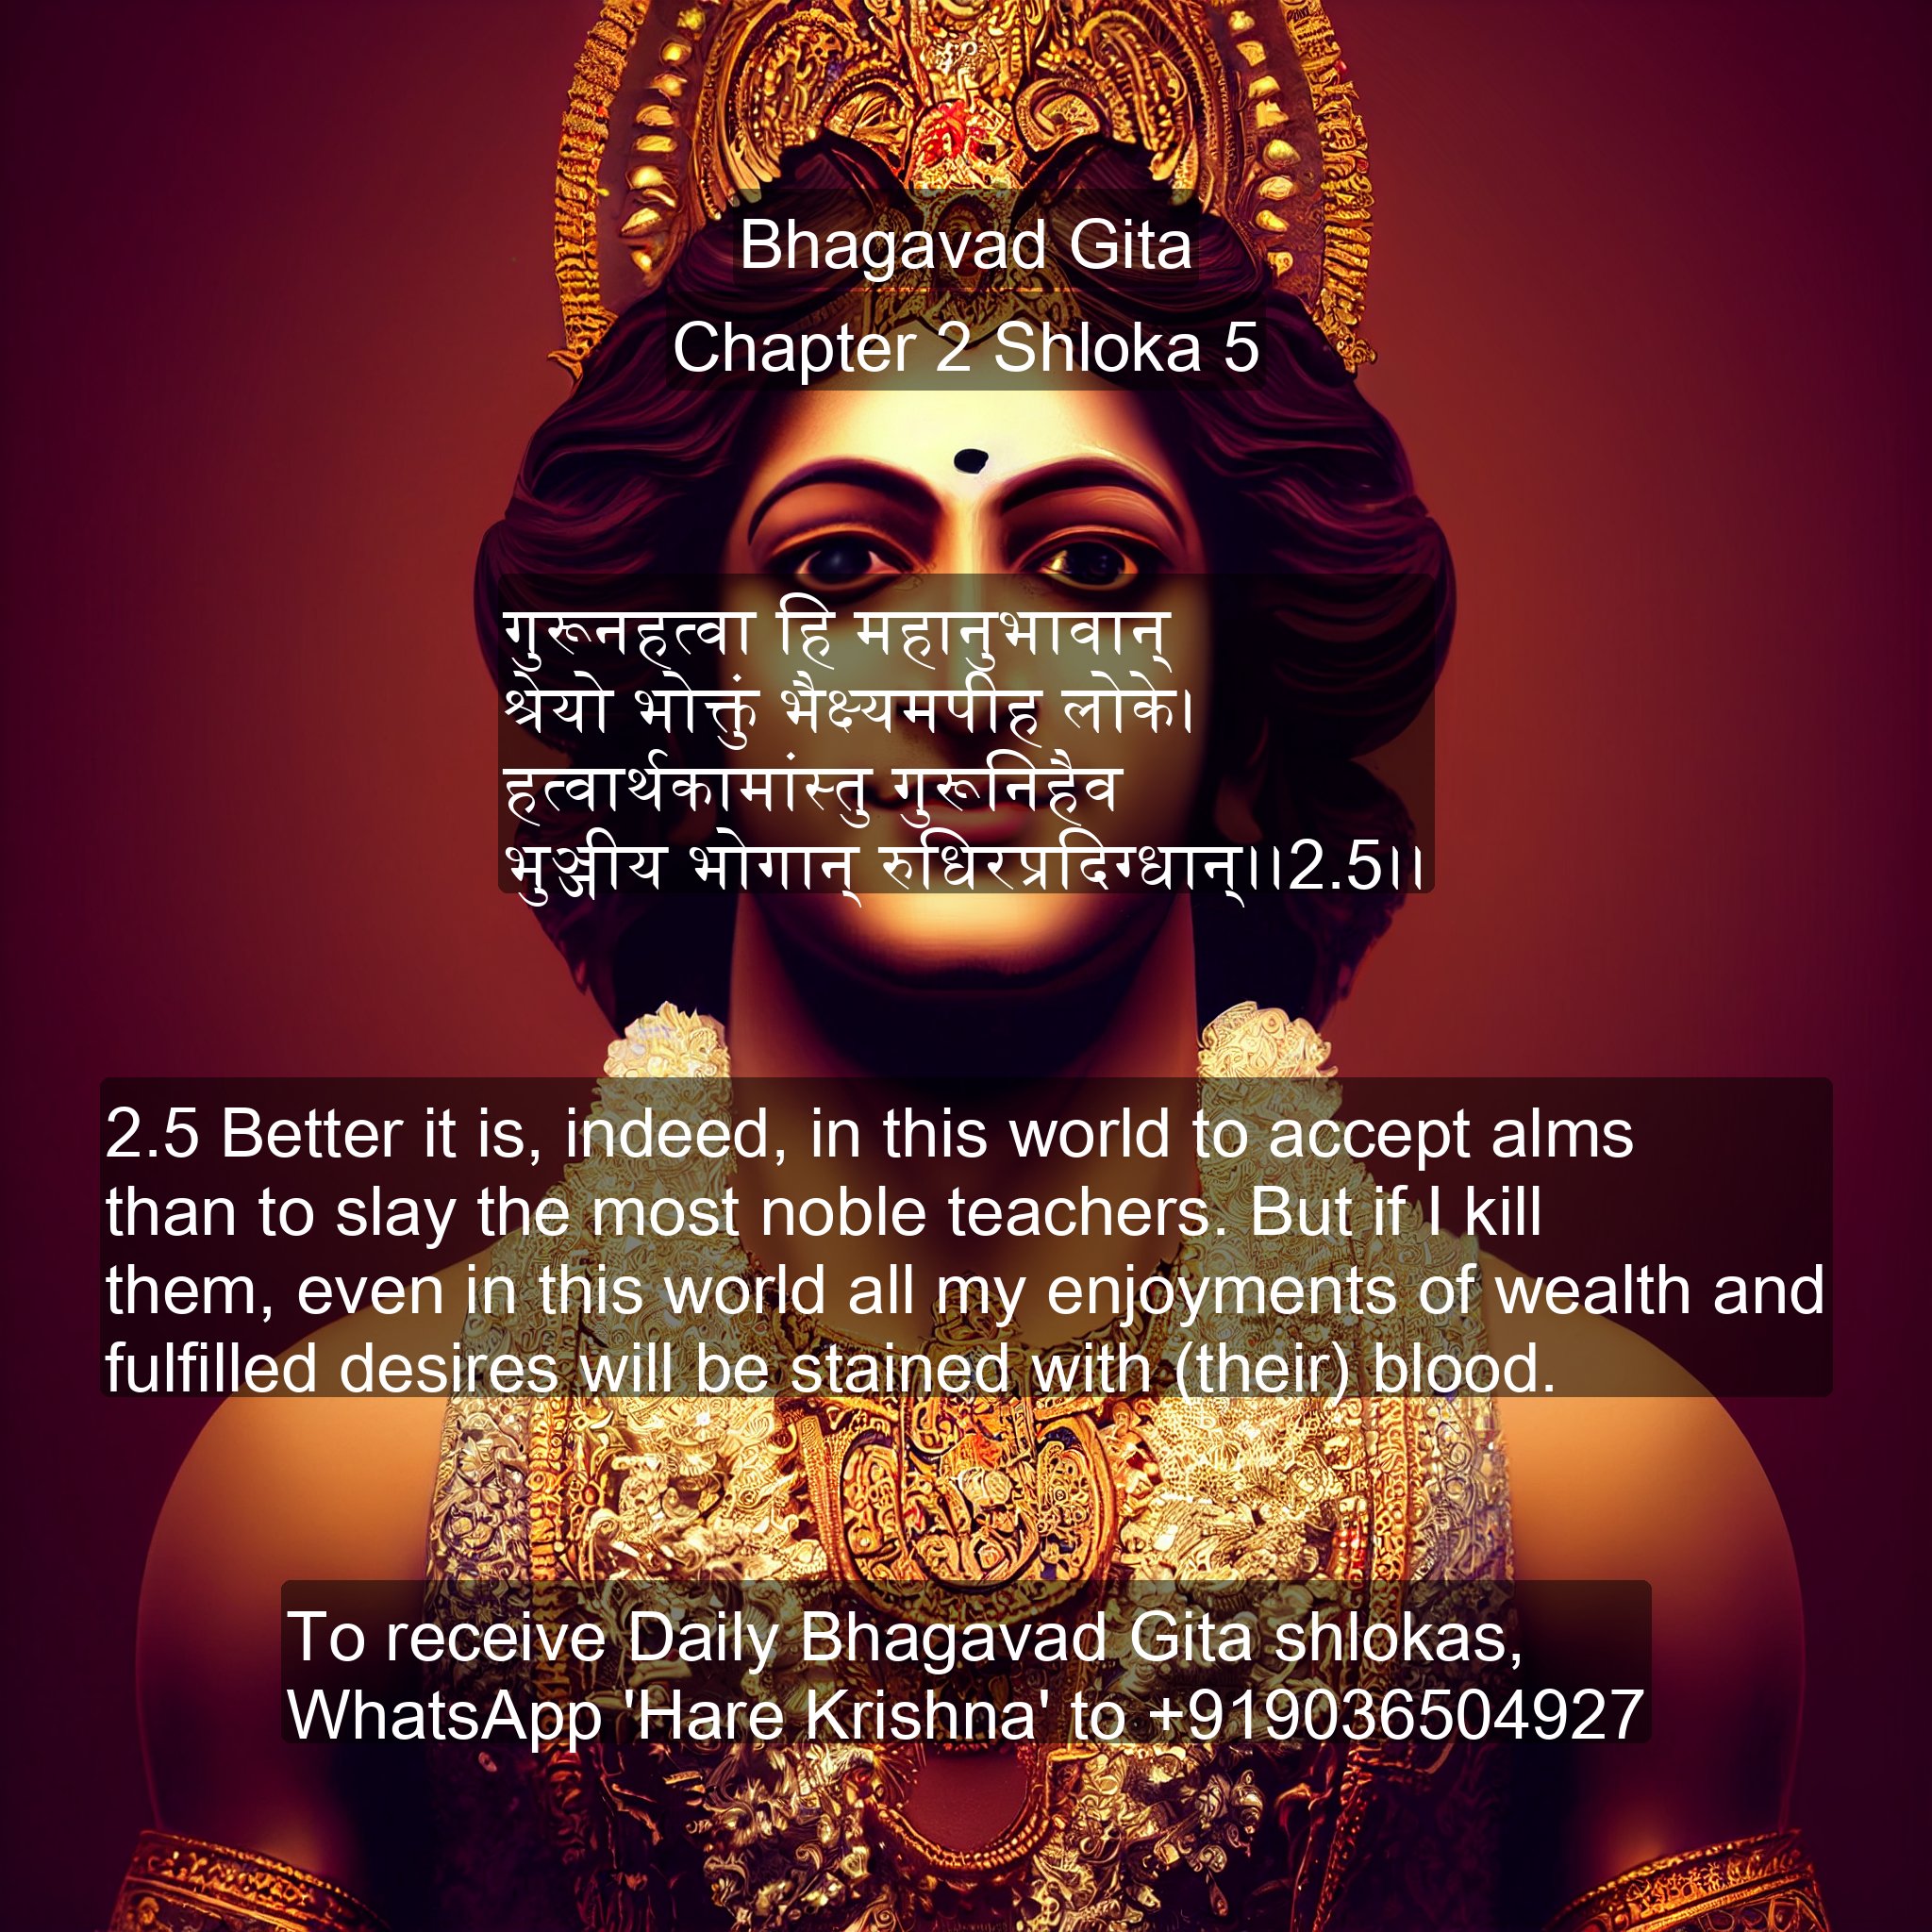 Bhagavad Gita
Chapter 2 Shloka 5
गुरूनहत्वा हि महानुभावान्
श्रेयो भोक्तुं भैक्ष्यमपीह लोके।
हत्वार्थकामांस्तु गुरूनिहैव
भुञ्जीय भोगान् रुधिरप्रदिग्धान्।।2.5।।
2.5 Better it is, indeed, in this world to accept alms
than to slay the most noble teachers. But if I kill
them, even in this world all my enjoyments of wealth and
fulfilled desires will be stained with (their) blood.
To receive Daily Bhagavad Gita shlokas,
WhatsApp 'Hare Krishna' to +919036504927